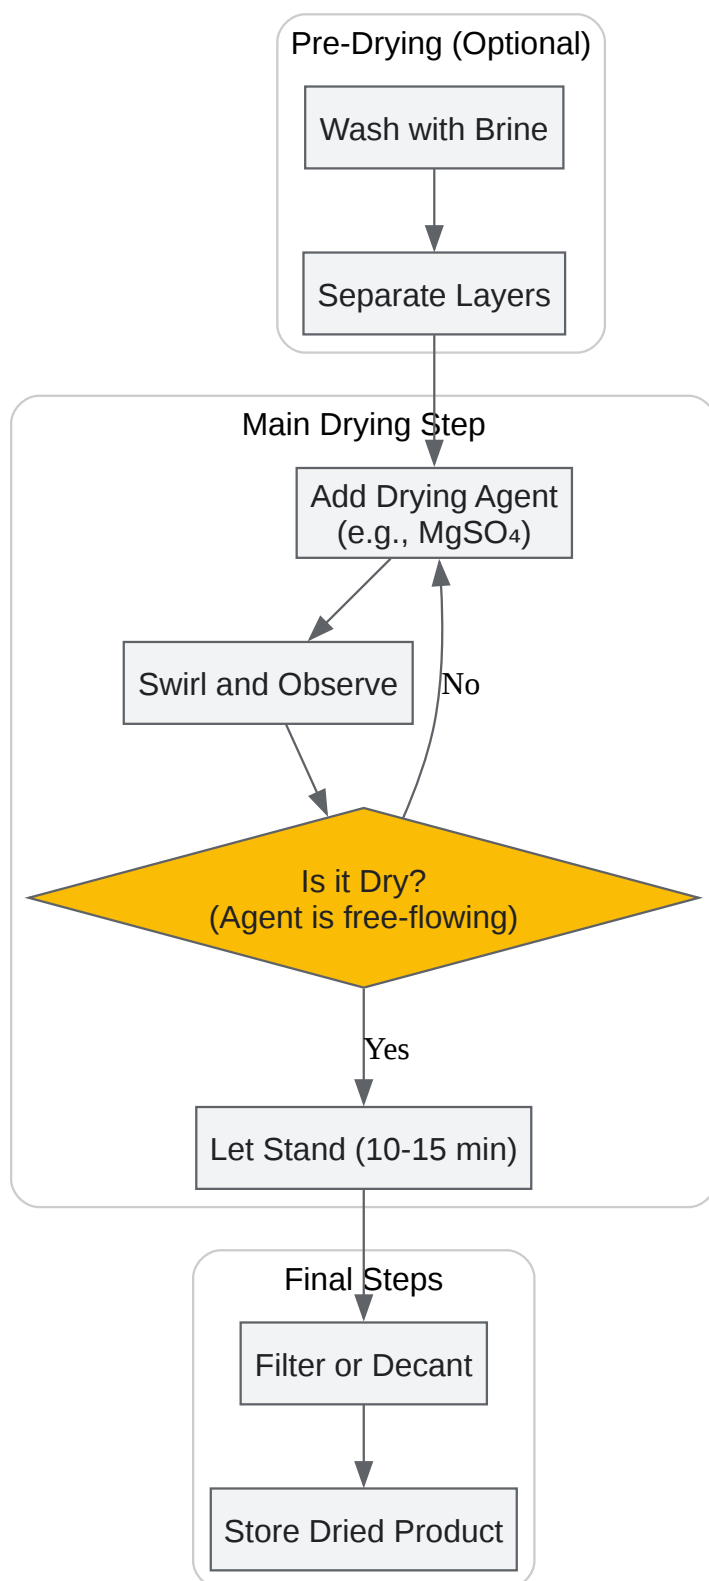 Pre-Drying (Optional)
Wash with Brine
Separate Layers
Main Drying Step
Add Drying Agent
(e.g., MgSO₄)
Swirl and Observe
No
Is it Dry?
(Agent is free-flowing)
Yes
Let Stand (10-15 min)
Final Steps
Filter or Decant
Store Dried Product